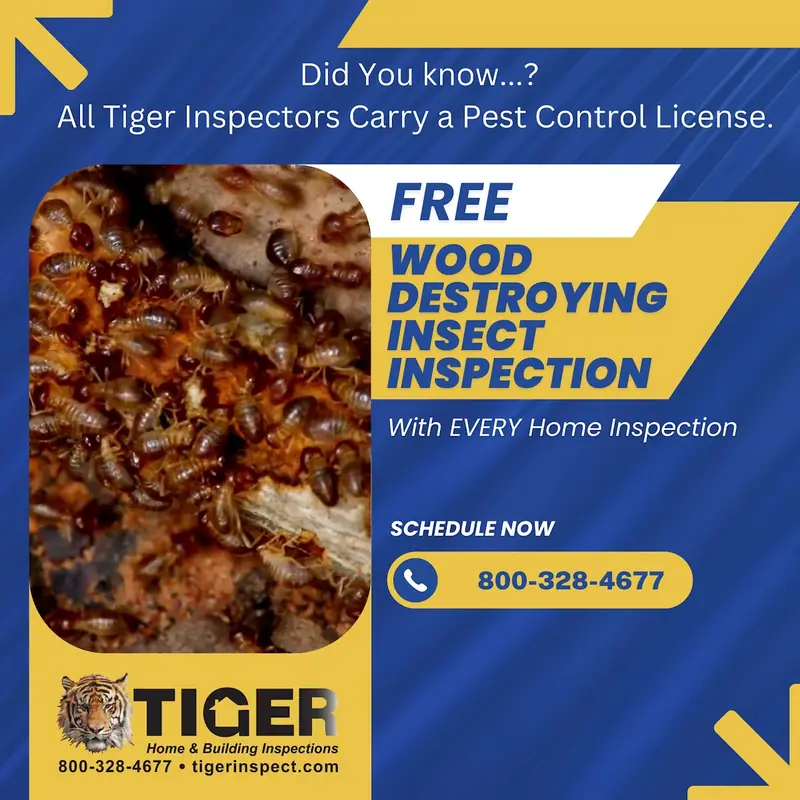 Did You know...?
All Tiger Inspectors Carry a Pest Control License.
FREE
WOOD
DESTROYING
INSECT
INSPECTION
With EVERY Home Inspection
SCHEDULE NOW
800-328-4677
TIGER
Home & Building Inspections
800-328-4677 • tigerinspect.com